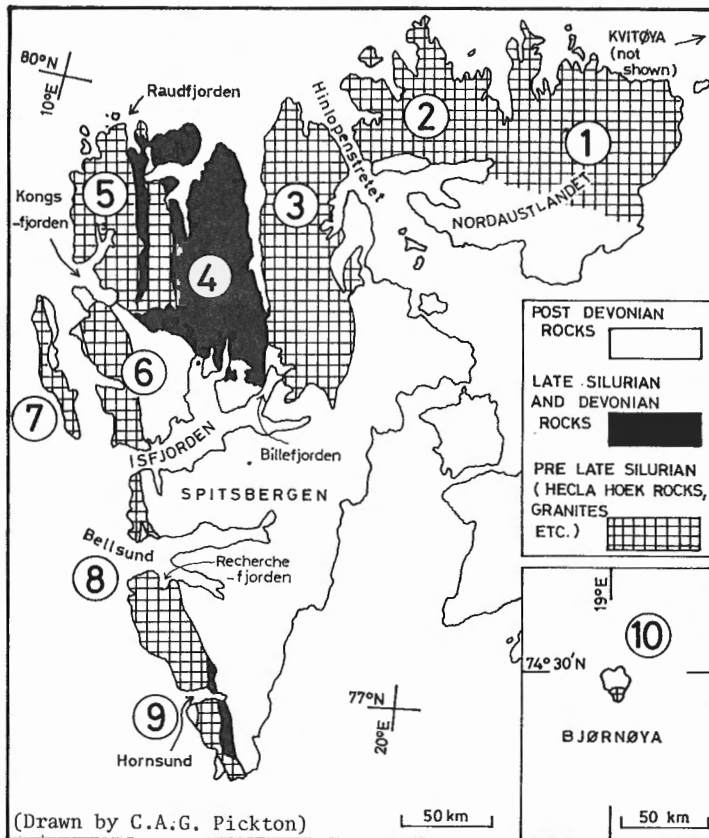 KVITØYA
(not
shown)
80°N
10°E
Raudfjorden
Hinlopenstretet
2
1
5
Kongs
-fjorden
3
NORDAUSTLANDET
4
6
7
POST DEVONIAN
ROCKS
LATE SILURIAN
AND DEVONIAN
ROCKS
PRE LATE SILURIAN
(HECLA HOEK ROCKS,
GRANITES
ETC.)
ISFJORDEN
Billefjorden
SPITSBERGEN
Bellsund
8
Recherche
-fjorden
9
Hornsund
77°N
20°E
19°E
10
74°30'N
BJØRNØYA
(Drawn by C.A.G. Pickton)
50 km
50 km